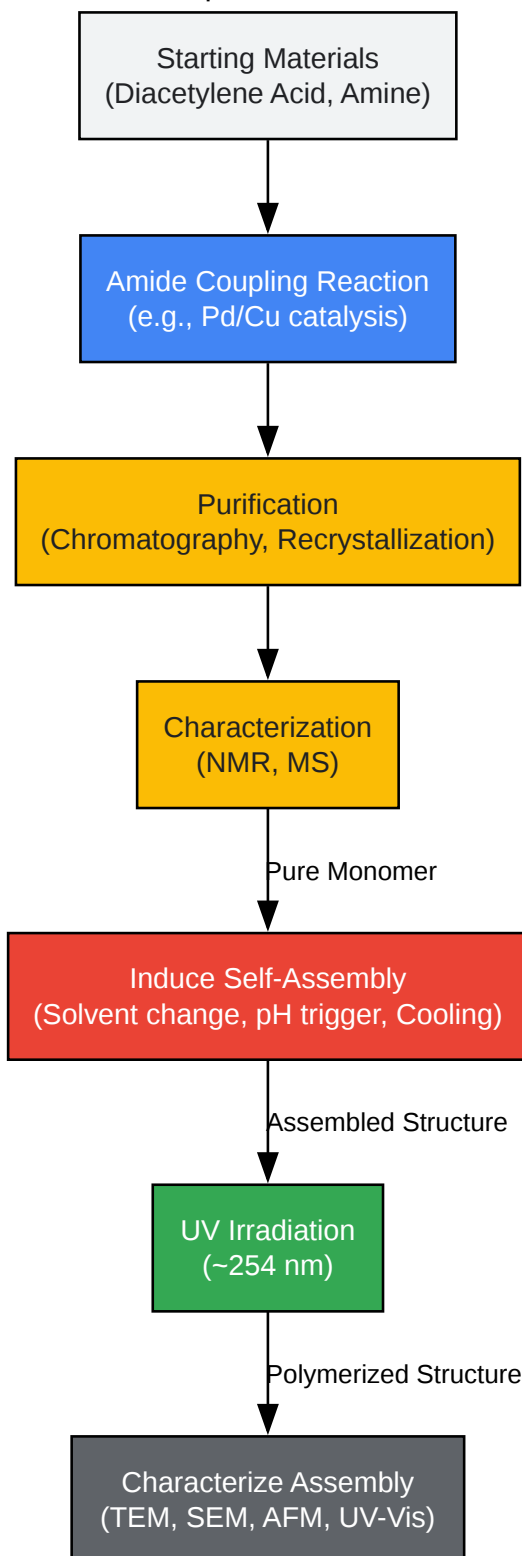 Starting Materials
(Diacetylene Acid, Amine)
Amide Coupling Reaction
(e.g., Pd/Cu catalysis)
Purification
(Chromatography, Recrystallization)
Characterization
(NMR, MS)
Pure Monomer
Induce Self-Assembly
(Solvent change, pH trigger, Cooling)
Assembled Structure
UV Irradiation
(~254 nm)
Polymerized Structure
Characterize Assembly
(TEM, SEM, AFM, UV-Vis)